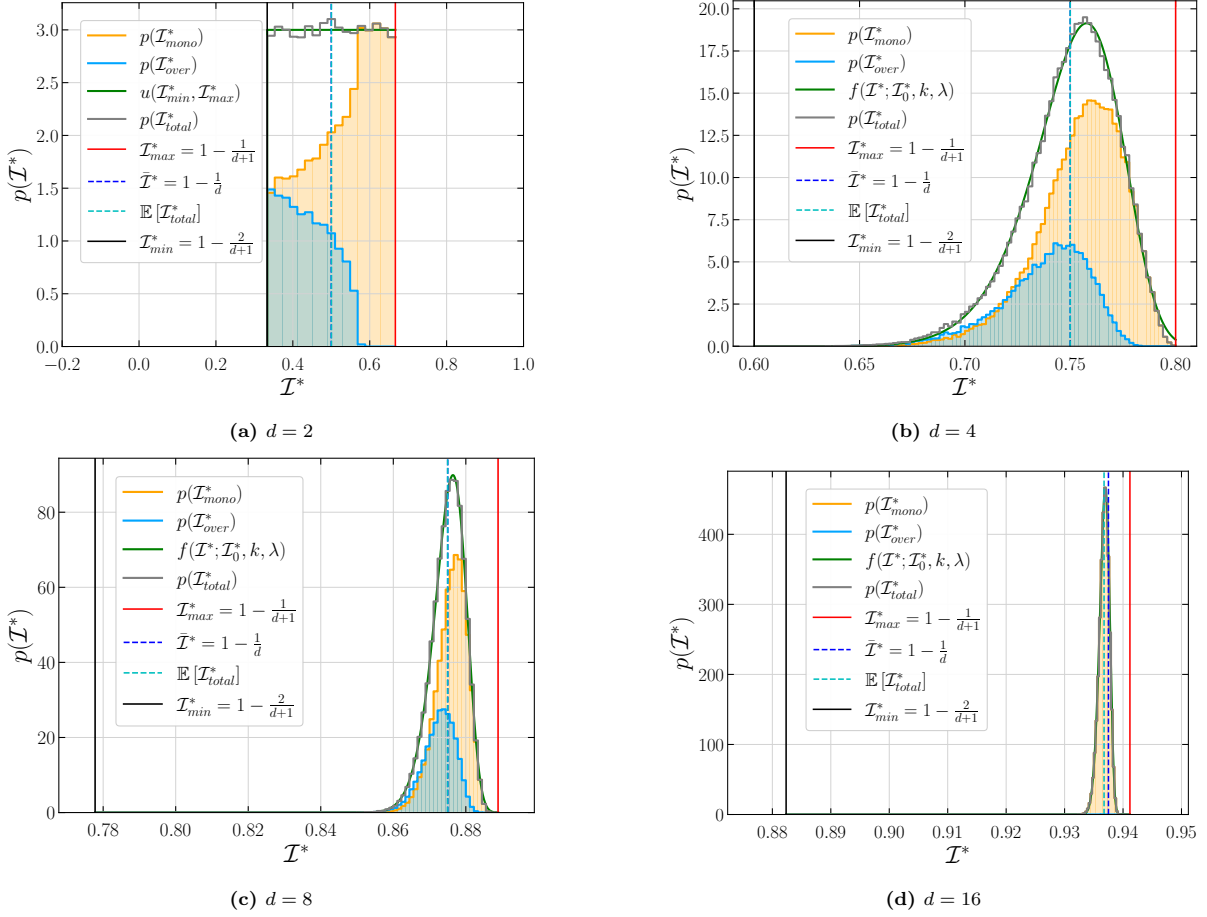 3.0
2.5
2.0
1.5
1.0
0.5
0.0
p(I*)
p(I*_mono)
p(I*_over)
u(I*_min, I*_max)
p(I*_total)
I*_max = 1 − 1/(d+1)
Ī* = 1 − 1/d
𝔼 [I*_total]
I*_min = 1 − 2/(d+1)
−0.2 0.0 0.2 0.4 0.6 0.8 1.0
I*
(a) d = 2
20.0
17.5
15.0
12.5
10.0
7.5
5.0
2.5
0.0
p(I*)
p(I*_mono)
p(I*_over)
f(I*; I*_0, k, λ)
p(I*_total)
I*_max = 1 − 1/(d+1)
Ī* = 1 − 1/d
𝔼 [I*_total]
I*_min = 1 − 2/(d+1)
0.60 0.65 0.70 0.75 0.80
I*
(b) d = 4
80
60
40
20
0
p(I*)
p(I*_mono)
p(I*_over)
f(I*; I*_0, k, λ)
p(I*_total)
I*_max = 1 − 1/(d+1)
Ī* = 1 − 1/d
𝔼 [I*_total]
I*_min = 1 − 2/(d+1)
0.78 0.80 0.82 0.84 0.86 0.88
I*
(c) d = 8
400
300
200
100
0
p(I*)
p(I*_mono)
p(I*_over)
f(I*; I*_0, k, λ)
p(I*_total)
I*_max = 1 − 1/(d+1)
Ī* = 1 − 1/d
𝔼 [I*_total]
I*_min = 1 − 2/(d+1)
0.88 0.89 0.90 0.91 0.92 0.93 0.94 0.95
I*
(d) d = 16